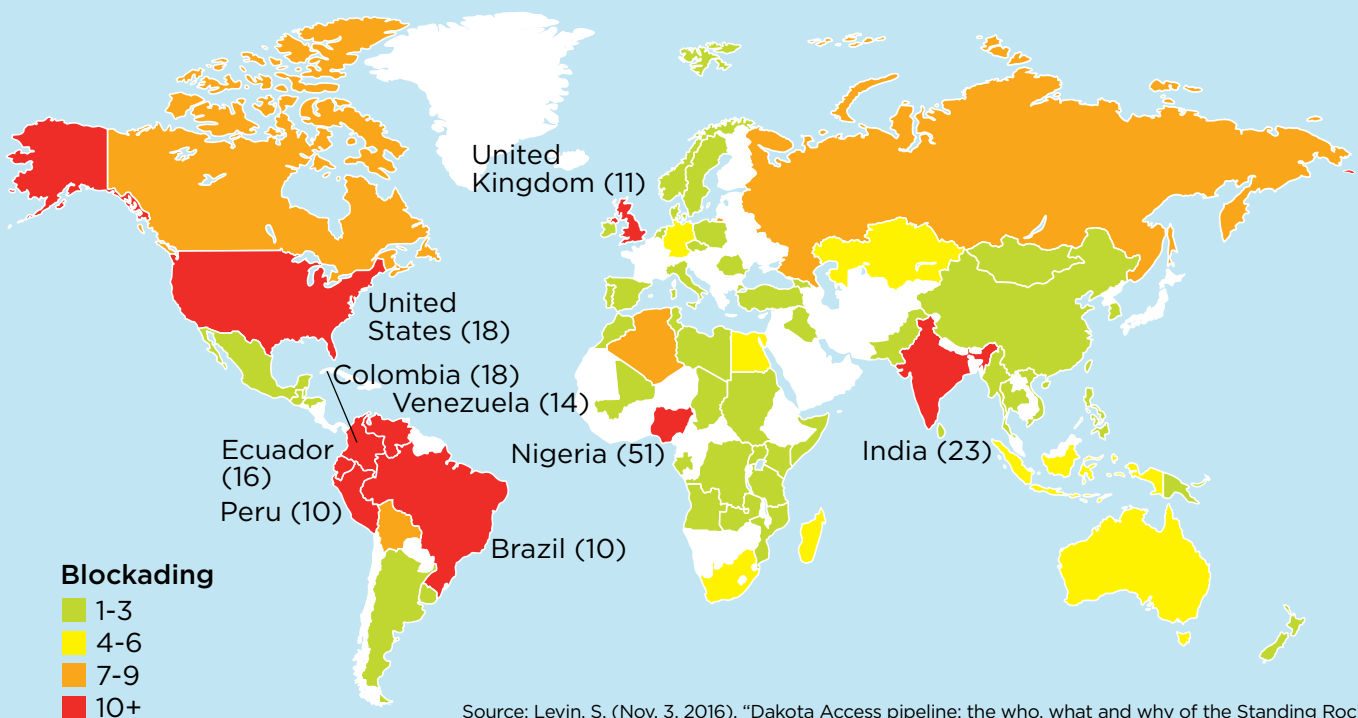 United
Kingdom (11)
United
States (18)
Colombia (18)
Venezuela (14)
Ecuador
(16)
Nigeria (51)
India (23)
Peru (10)
Brazil (10)
Blockading
1-3
4-6
7-9
10+
Source: Levin, S. (Nov. 3, 2016). “Dakota Access pipeline: the who, what and why of the Standing Roc